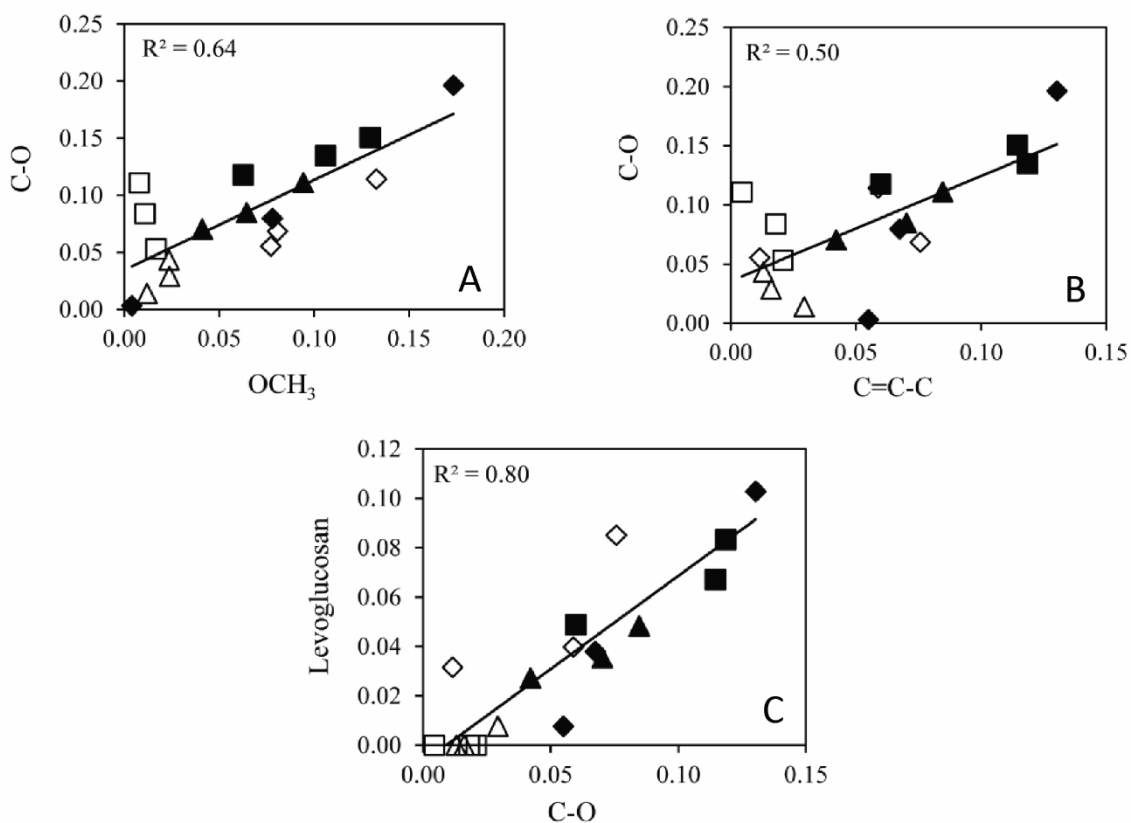 0.25
R² = 0.64
0.20
0.15
C-O
0.10
0.05
A
0.00
0.00 0.05 0.10 0.15 0.20
OCH₃
0.25
R² = 0.50
0.20
0.15
C-O
0.10
0.05
B
0.00
0.00 0.05 0.10 0.15
C=C-C
0.12
R² = 0.80
0.10
0.08
Levoglucosan
0.06
0.04
0.02
C
0.00
0.00 0.05 0.10 0.15
C-O